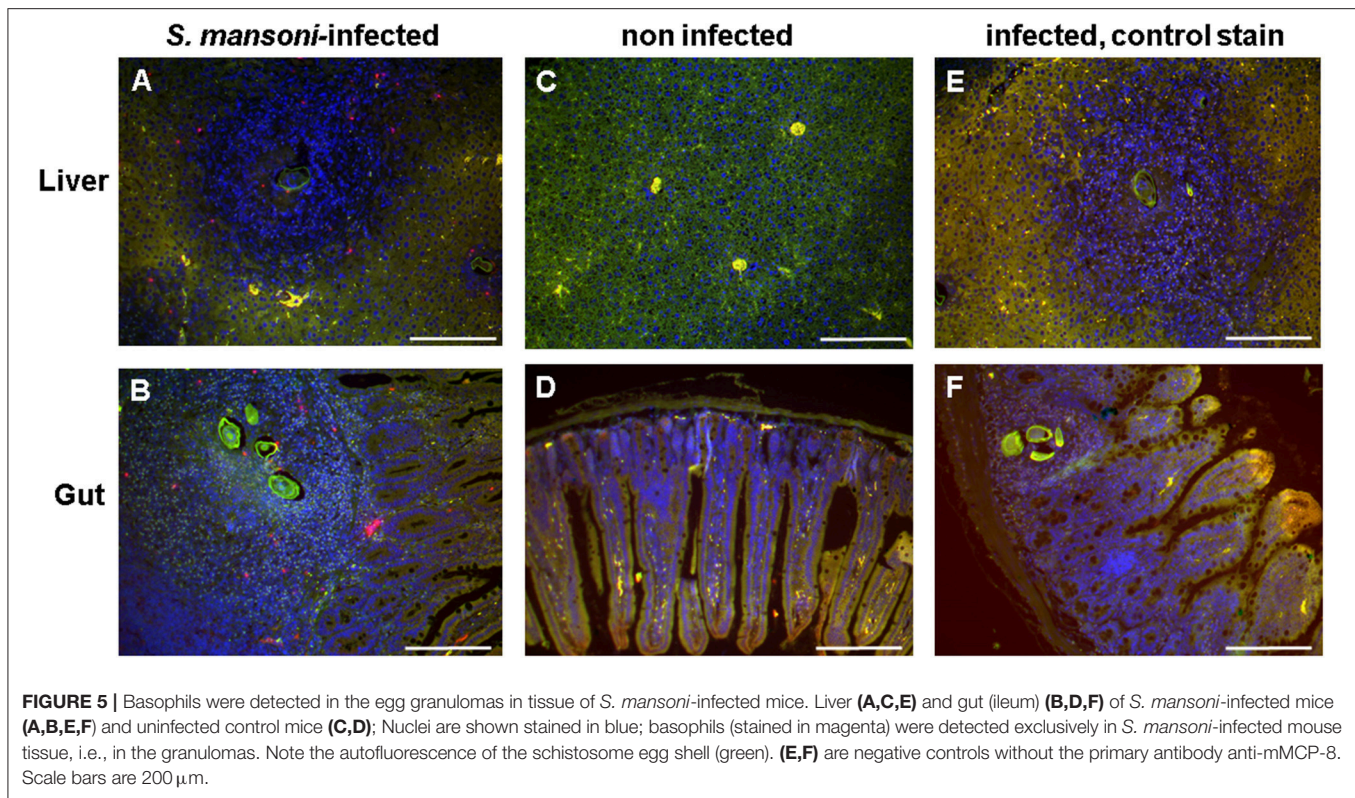 S. mansoni-infected non infected infected, control stain
A C E
Liver
B D F
Gut
FIGURE 5 | Basophils were detected in the egg granulomas in tissue of S. mansoni-infected mice. Liver (A,C,E) and gut (ileum) (B,D,F) of S. mansoni-infected mice
(A,B,E,F) and uninfected control mice (C,D); Nuclei are shown stained in blue; basophils (stained in magenta) were detected exclusively in S. mansoni-infected mouse
tissue, i.e., in the granulomas. Note the autofluorescence of the schistosome egg shell (green). (E,F) are negative controls without the primary antibody anti-mMCP-8.
Scale bars are 200 μm.